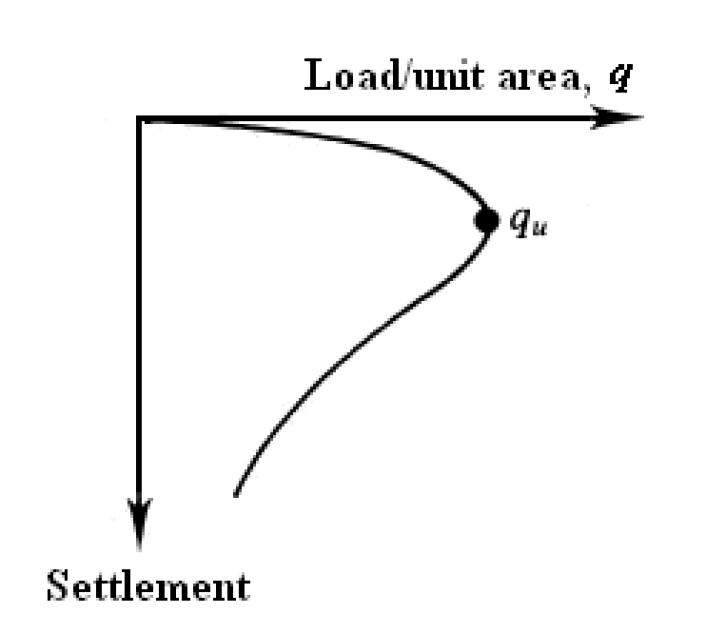 Load/unit area, q
qu
Settlement